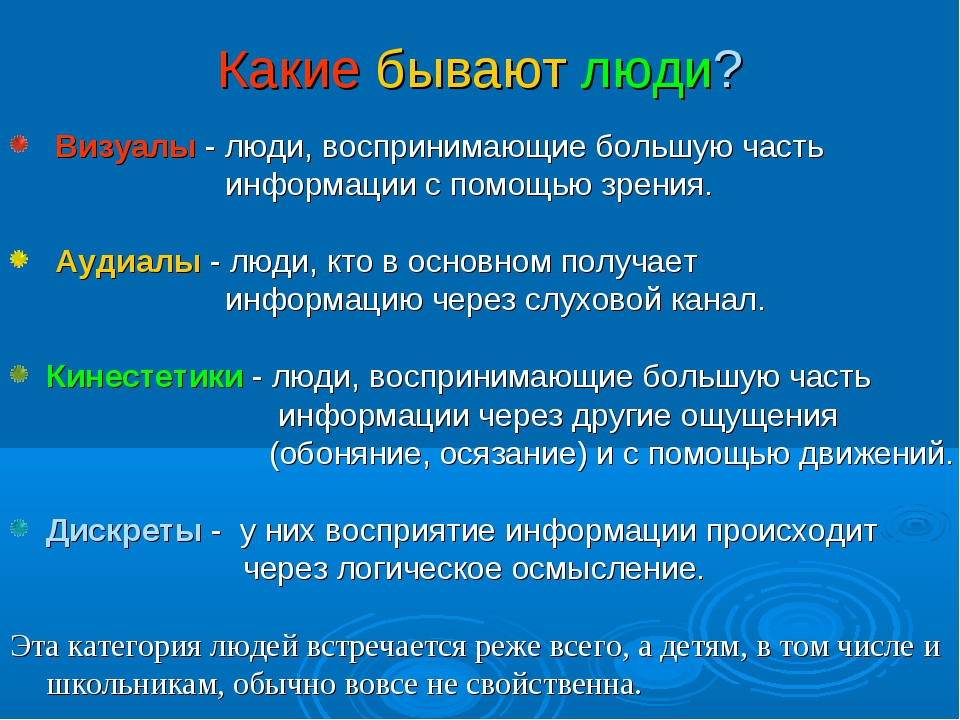 Какие бывают люди?
Визуалы - люди, воспринимающие большую часть
информации с помощью зрения.
Аудиалы - люди, кто в основном получает
информацию через слуховой канал.
Кинестетики - люди, воспринимающие большую часть
информации через другие ощущения
(обоняние, осязание) и с помощью движений.
Дискреты - у них восприятие информации происходит
через логическое осмысление.
Эта категория людей встречается реже всего, а детям, в том числе и
школьникам, обычно вовсе не свойственна.